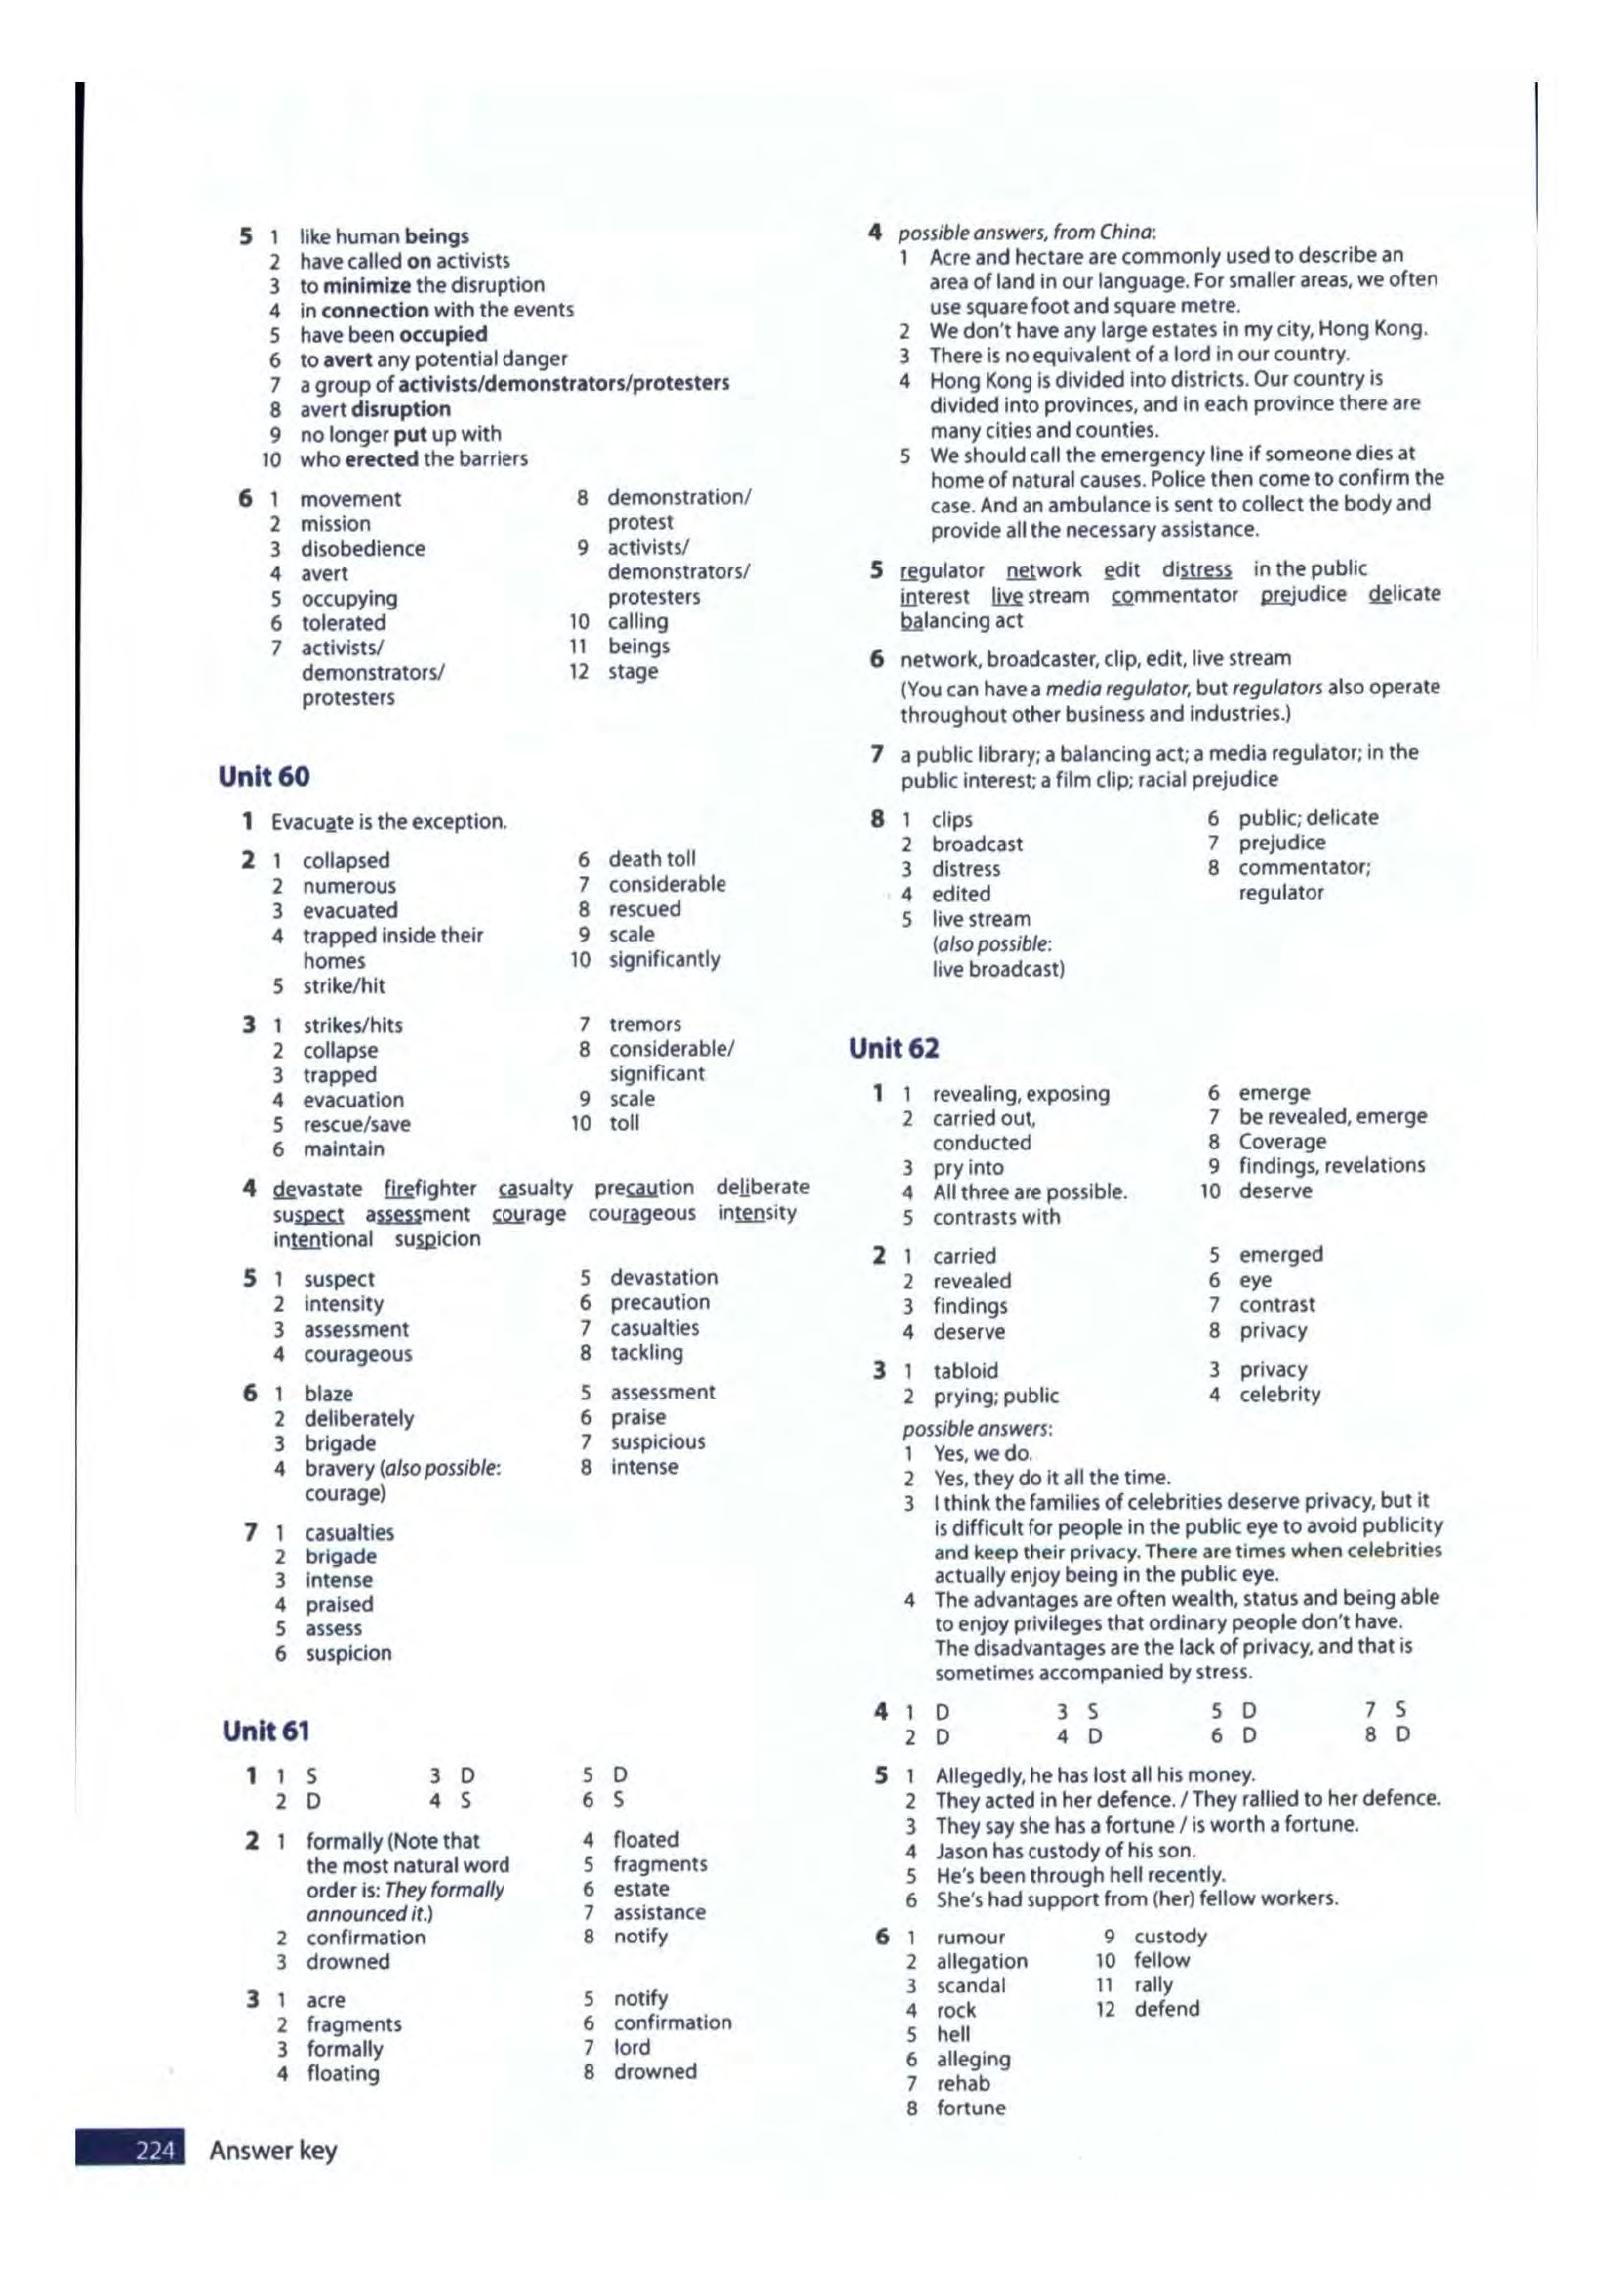 5 1 like human beings
2 have called on activists
3 to minimize the disruption
4 in connection with the events
5 have been occupied
6 to avert any potential danger
7 a group of activists/demonstrators/protesters
8 avert disruption
9 no longer put up with
10 who erected the barriers
6 1 movement
2 mission
3 disobedience
4 avert
5 occupying
6 tolerated
7 activists/
demonstrators/
protesters
8 demonstration/
protest
9 activists/
demonstrators/
protesters
10 calling
11 beings
12 stage
Unit 60
1 Evacuate is the exception.
2 1 collapsed
2 numerous
3 evacuated
4 trapped inside their
homes
5 strike/hit
6 death toll
7 considerable
8 rescued
9 scale
10 significantly
3 1 strikes/hits
2 collapse
3 trapped
4 evacuation
5 rescue/save
6 maintain
7 tremors
8 considerable/
significant
9 scale
10 toll
4 devastate firefighter casualty precaution deliberate
suspect assessment courage courageous intensity
intentional suspicion
5 1 suspect
2 intensity
3 assessment
4 courageous
5 devastation
6 precaution
7 casualties
8 tackling
6 1 blaze
2 deliberately
3 brigade
4 bravery (also possible:
courage)
5 assessment
6 praise
7 suspicious
8 intense
7 1 casualties
2 brigade
3 intense
4 praised
5 assess
6 suspicion
Unit 61
1 1 S 3 D 5 D
2 D 4 S 6 S
2 1 formally (Note that
the most natural word
order is: They formally
announced it.)
2 confirmation
3 drowned
4 floated
5 fragments
6 estate
7 assistance
8 notify
3 1 acre
2 fragments
3 formally
4 floating
5 notify
6 confirmation
7 lord
8 drowned
4 possible answers, from China:
1 Acre and hectare are commonly used to describe an
area of land in our language. For smaller areas, we often
use square foot and square metre.
2 We don't have any large estates in my city, Hong Kong.
3 There is no equivalent of a lord in our country.
4 Hong Kong is divided into districts. Our country is
divided into provinces, and in each province there are
many cities and counties.
5 We should call the emergency line if someone dies at
home of natural causes. Police then come to confirm the
case. And an ambulance is sent to collect the body and
provide all the necessary assistance.
5 regulator network edit distress in the public
interest live stream commentator prejudice delicate
balancing act
6 network, broadcaster, clip, edit, live stream
(You can have a media regulator, but regulators also operate
throughout other business and industries.)
7 a public library; a balancing act; a media regulator; in the
public interest; a film clip; racial prejudice
8 1 clips
2 broadcast
3 distress
4 edited
5 live stream
(also possible:
live broadcast)
6 public; delicate
7 prejudice
8 commentator;
regulator
Unit 62
1 1 revealing, exposing
2 carried out,
conducted
3 pry into
4 All three are possible.
5 contrasts with
6 emerge
7 be revealed, emerge
8 Coverage
9 findings, revelations
10 deserve
2 1 carried
2 revealed
3 findings
4 deserve
5 emerged
6 eye
7 contrast
8 privacy
3 1 tabloid
2 prying; public
3 privacy
4 celebrity
possible answers:
1 Yes, we do.
2 Yes, they do it all the time.
3 I think the families of celebrities deserve privacy, but it
is difficult for people in the public eye to avoid publicity
and keep their privacy. There are times when celebrities
actually enjoy being in the public eye.
4 The advantages are often wealth, status and being able
to enjoy privileges that ordinary people don't have.
The disadvantages are the lack of privacy, and that is
sometimes accompanied by stress.
4 1 D 3 S 5 D 7 S
2 D 4 D 6 D 8 D
5 1 Allegedly, he has lost all his money.
2 They acted in her defence. / They rallied to her defence.
3 They say she has a fortune / is worth a fortune.
4 Jason has custody of his son.
5 He's been through hell recently.
6 She's had support from (her) fellow workers.
6 1 rumour
2 allegation
3 scandal
4 rock
5 hell
6 alleging
7 rehab
8 fortune
9 custody
10 fellow
11 rally
12 defend
224 Answer key